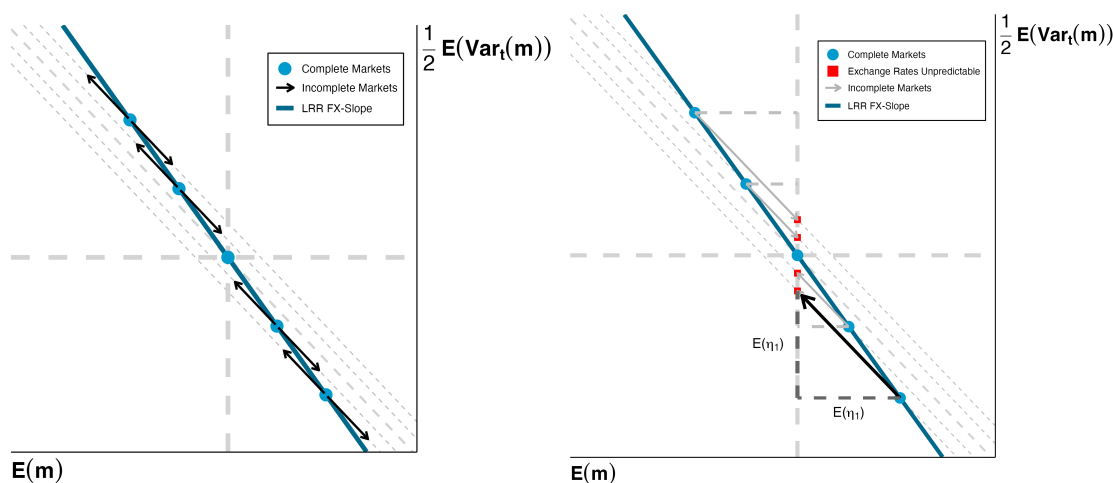 1/2 E(Var_t(m))
Complete Markets
Incomplete Markets
LRR FX-Slope
E(m)
1/2 E(Var_t(m))
Complete Markets
Exchange Rates Unpredictable
Incomplete Markets
LRR FX-Slope
E(η₁)
E(η₁)
E(m)